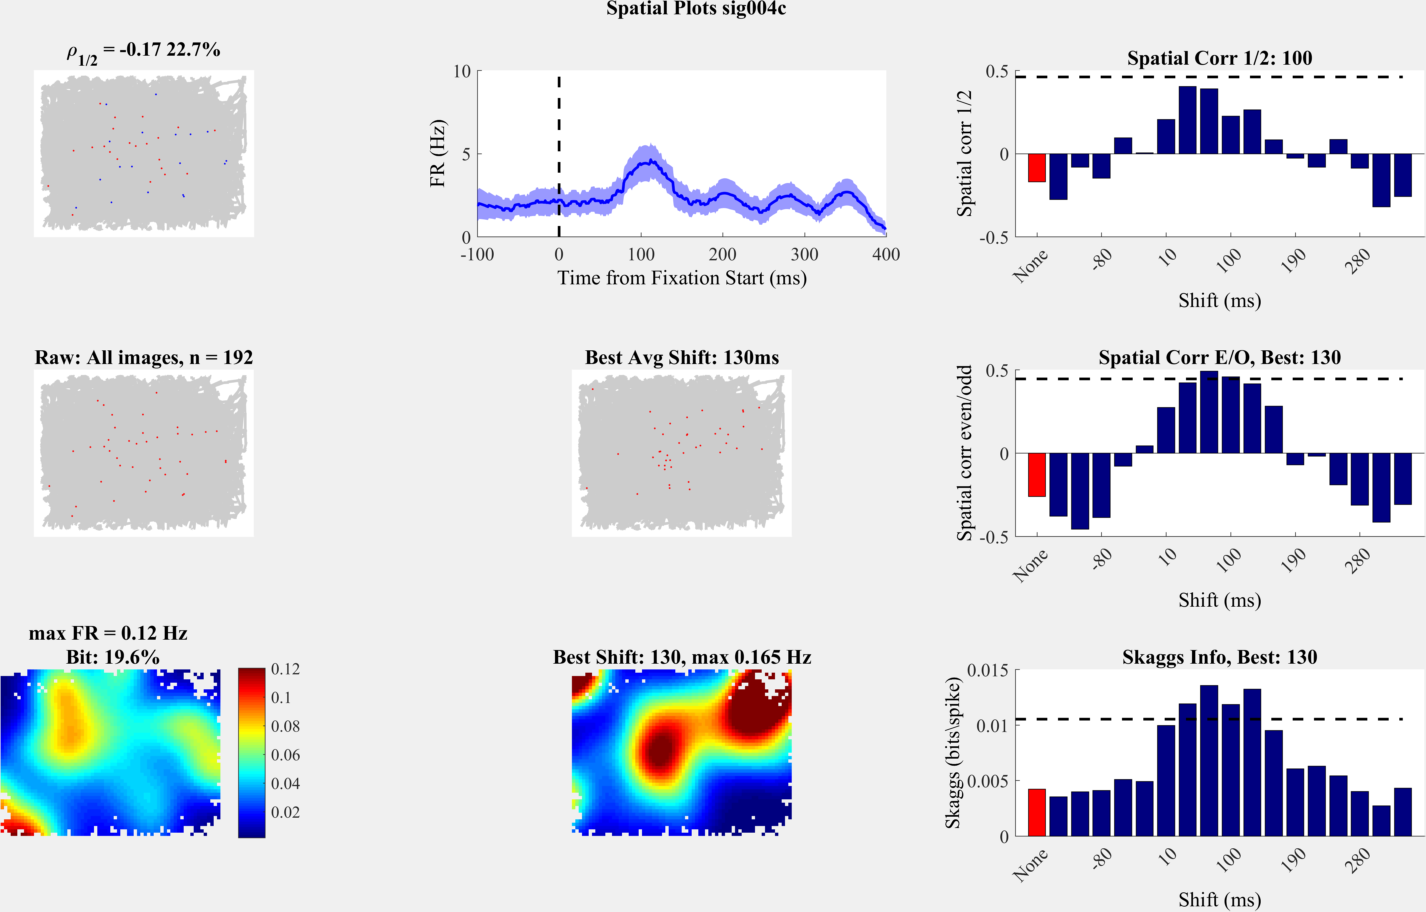 Spatial Plots sig004c
ρ1/2 = -0.17 22.7%
10
5
0
FR (Hz)
-100 0 100 200 300 400
Time from Fixation Start (ms)
Spatial Corr 1/2: 100
0.5
0
-0.5
Spatial corr 1/2
None -80 10 100 190 280
Shift (ms)
Raw: All images, n = 192
Best Avg Shift: 130ms
Spatial Corr E/O, Best: 130
0.5
0
-0.5
Spatial corr even/odd
None -80 10 100 190 280
Shift (ms)
max FR = 0.12 Hz
Bit: 19.6%
0.12
0.1
0.08
0.06
0.04
0.02
Best Shift: 130, max 0.165 Hz
Skaggs Info, Best: 130
0.015
0.01
0.005
0
Skaggs (bits\spike)
None -80 10 100 190 280
Shift (ms)